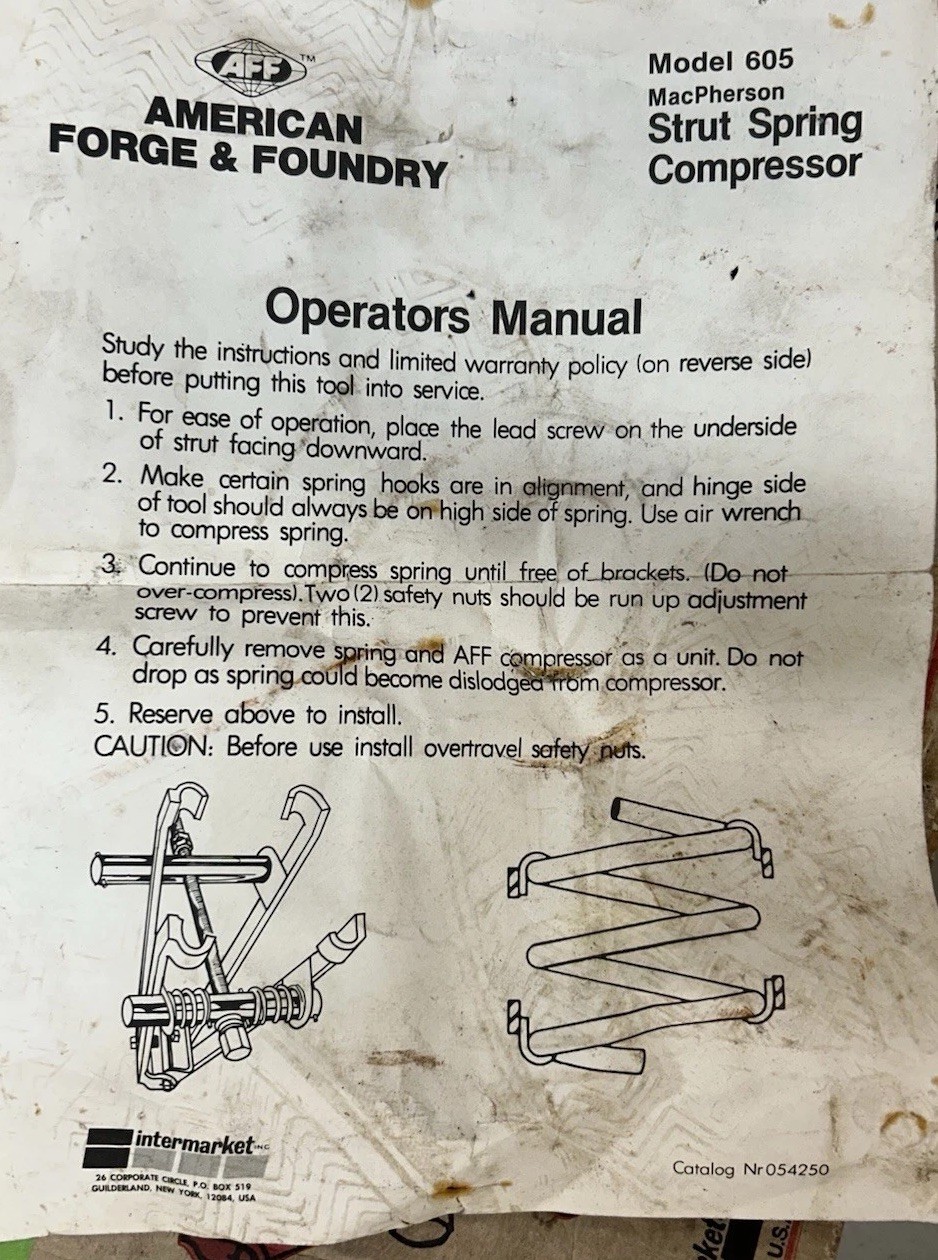 AFF TM
AMERICAN
FORGE & FOUNDRY
Model 605
MacPherson
Strut Spring
Compressor
Operators Manual
Study the instructions and limited warranty policy (on reverse side)
before putting this tool into service.
1. For ease of operation, place the lead screw on the underside
of strut facing downward.
2. Make certain spring hooks are in alignment, and hinge side
of tool should always be on high side of spring. Use air wrench
to compress spring.
3. Continue to compress spring until free of brackets. (Do not
over-compress). Two (2) safety nuts should be run up adjustment
screw to prevent this.
4. Carefully remove spring and AFF compressor as a unit. Do not
drop as spring could become dislodged from compressor.
5. Reserve above to install.
CAUTION: Before use install overtravel safety nuts.
intermarket INC
26 CORPORATE CIRCLE, P.O. BOX 519
GUILDERLAND, NEW YORK, 12084, USA
Catalog Nr 054250
U.S.